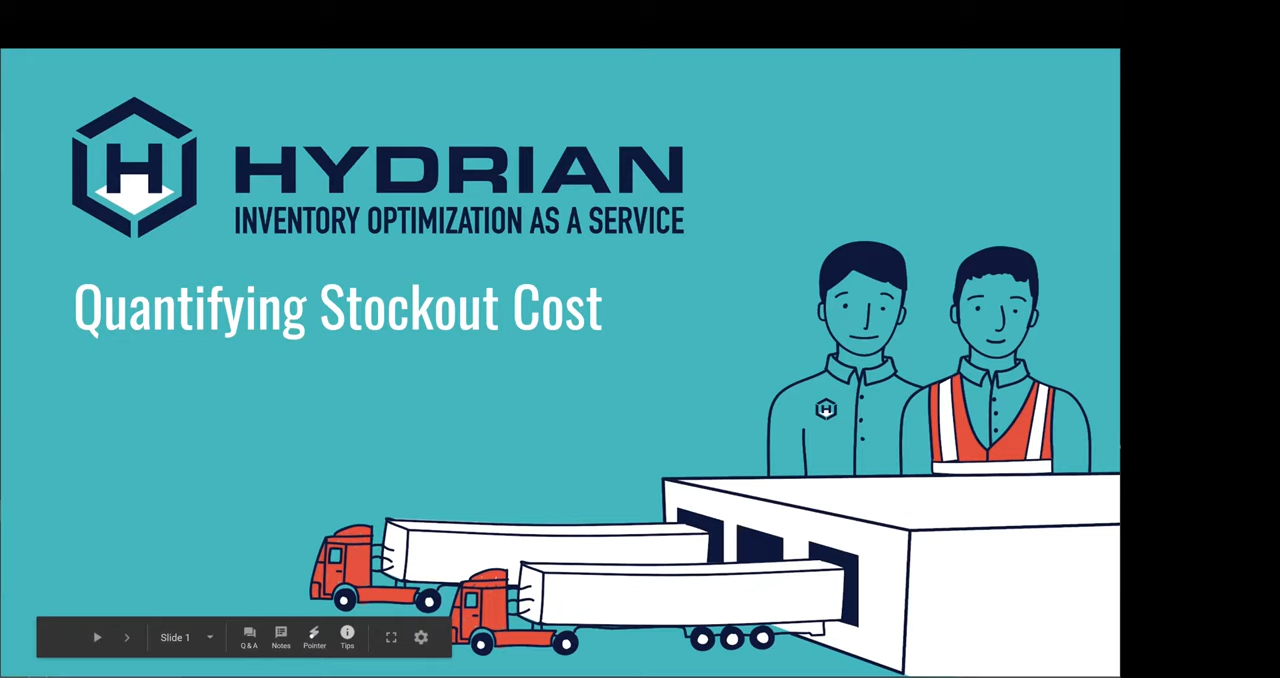 H
HYDRIAN
INVENTORY OPTIMIZATION AS A SERVICE
Quantifying Stockout Cost
H
Slide 1
Q & A
Notes
Pointer
Tips